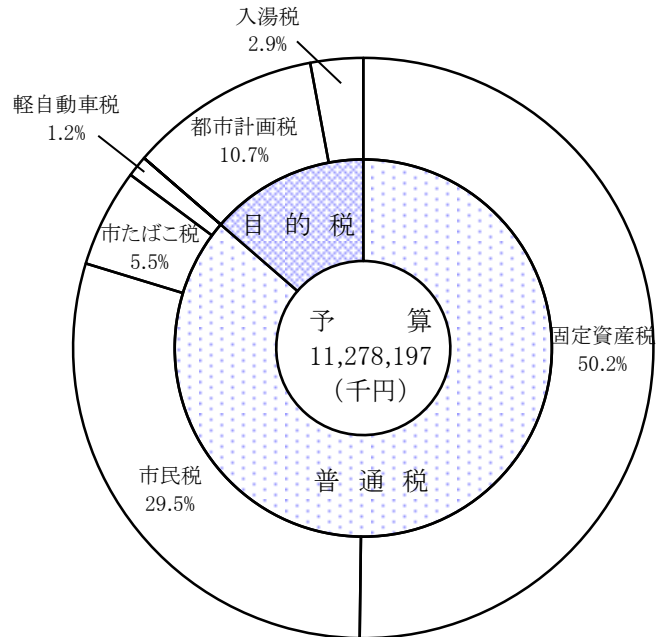 入湯税
2.9%
軽自動車税
1.2%
都市計画税
10.7%
市たばこ税
5.5%
目的税
予　算
11,278,197
（千円）
固定資産税
50.2%
市民税
29.5%
普通税